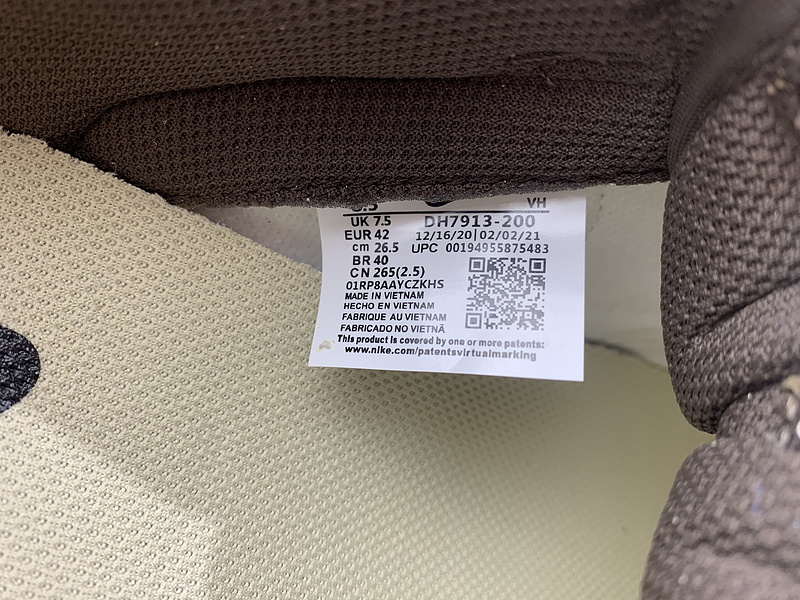 VH
UK 7.5 DH7913-200
EUR 42 12/16/20|02/02/21
cm 26.5 UPC 00194955875483
BR 40
CN 265(2.5)
01RP8AAYCZKHS
MADE IN VIETNAM
HECHO EN VIETNAM
FABRIQUE AU VIETNAM
FABRICADO NO VIETNÃ
This product is covered by one or more patents:
www.nike.com/patentsvirtualmarking